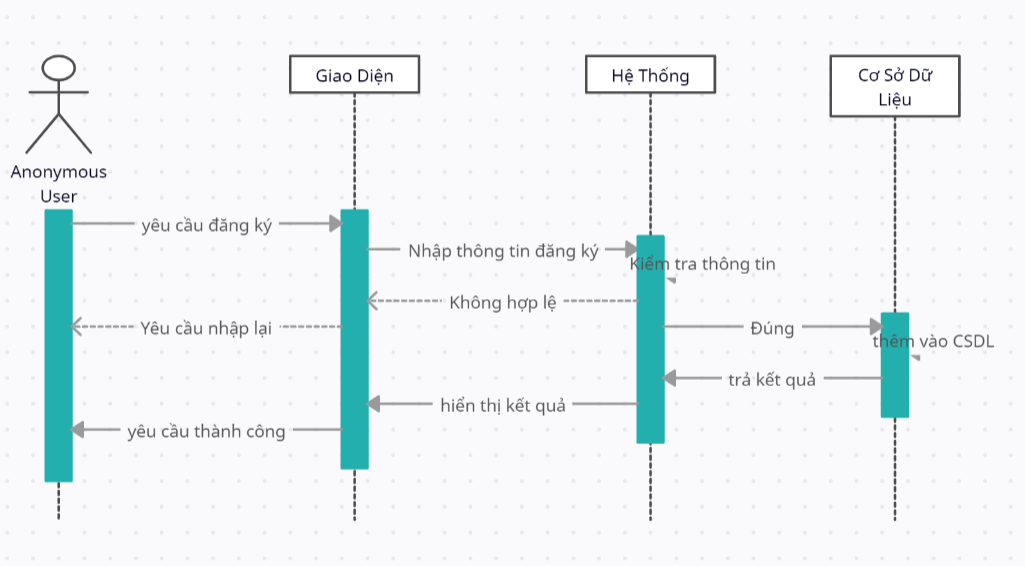 Giao Diện
Hệ Thống
Cơ Sở Dữ
Liệu
Anonymous
User
yêu cầu đăng ký
Nhập thông tin đăng ký
Kiểm tra thông tin
Không hợp lệ
Yêu cầu nhập lại
Đúng
thêm vào CSDL
trả kết quả
hiển thị kết quả
yêu cầu thành công